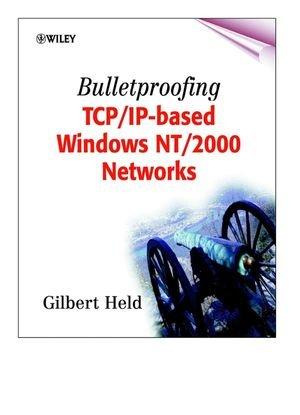 WILEY
Bulletproofing
TCP/IP-based
Windows NT/2000
Networks
Gilbert Held